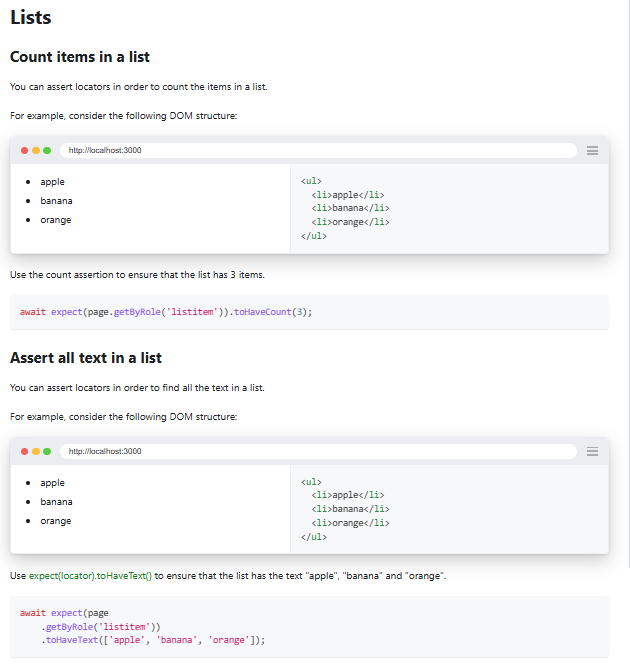 Lists
Count items in a list
You can assert locators in order to count the items in a list.
For example, consider the following DOM structure:
http://localhost:3000
apple
banana
orange
<ul>
  <li>apple</li>
  <li>banana</li>
  <li>orange</li>
</ul>
Use the count assertion to ensure that the list has 3 items.
await expect(page.getByRole('listitem')).toHaveCount(3);
Assert all text in a list
You can assert locators in order to find all the text in a list.
For example, consider the following DOM structure:
http://localhost:3000
apple
banana
orange
<ul>
  <li>apple</li>
  <li>banana</li>
  <li>orange</li>
</ul>
Use expect(locator).toHaveText() to ensure that the list has the text "apple", "banana" and "orange".
await expect(page
    .getByRole('listitem'))
    .toHaveText(['apple', 'banana', 'orange']);